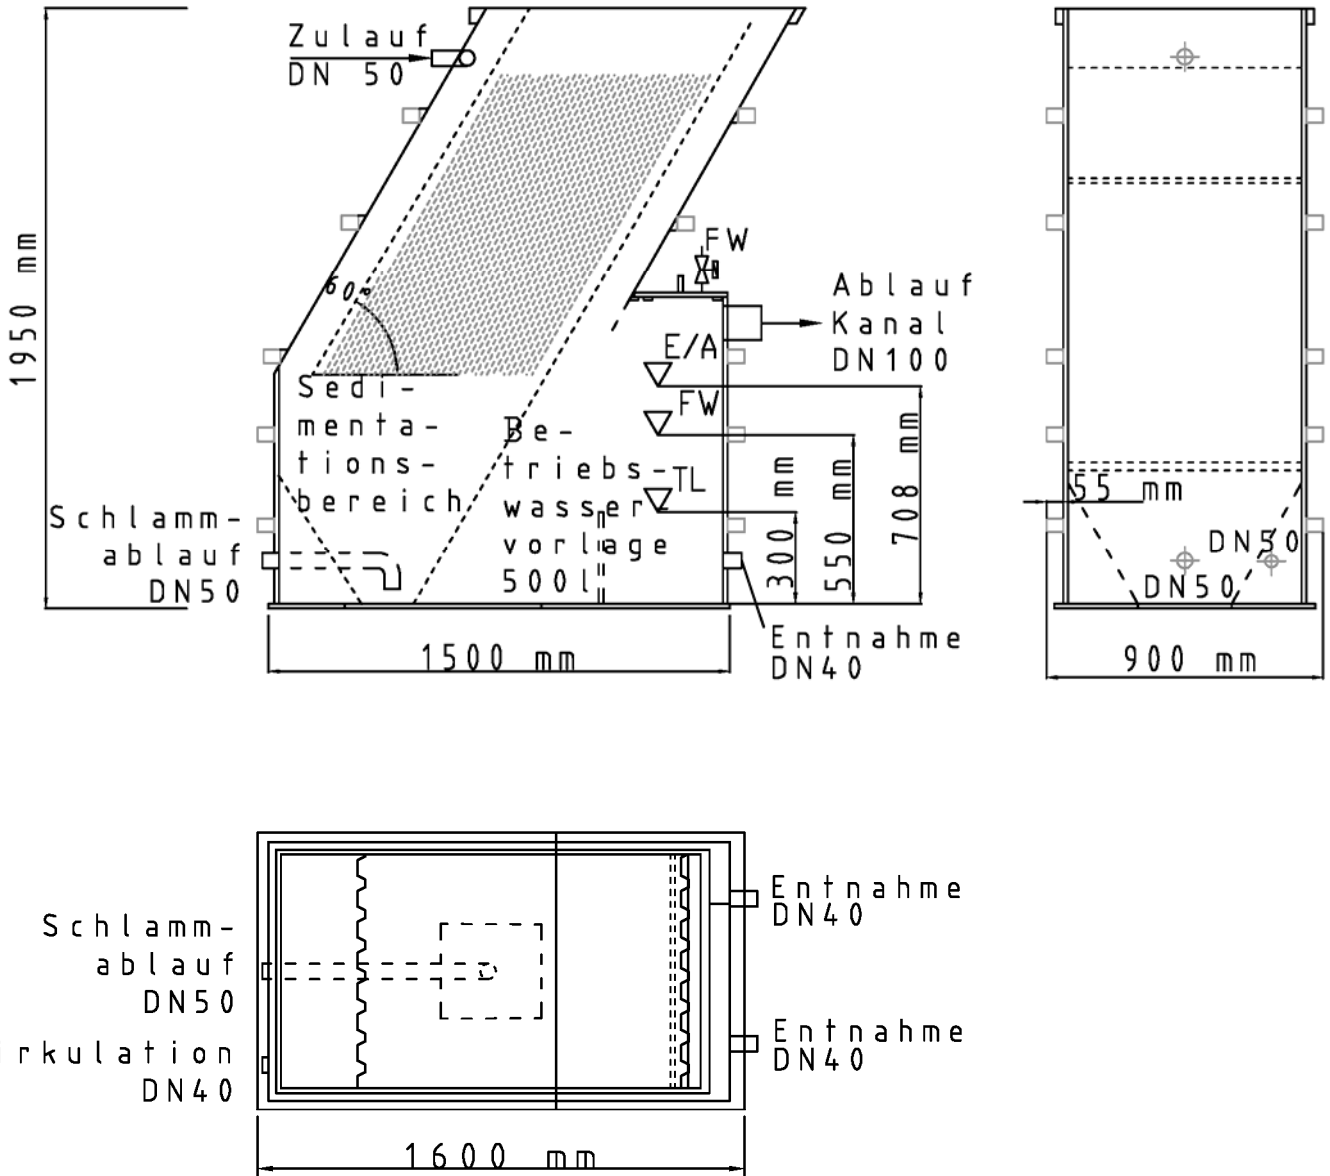 Zulauf
DN 50
1950 mm
60°
FW
Ablauf
Kanal
DN100
E/A
FW
TL
Sedi-
menta-
tions-
bereich
Be-
triebs-
wasser-
vorlage
500l
300 mm
550 mm
708 mm
Schlamm-
ablauf
DN50
Entnahme
DN40
1500 mm
55 mm
DN50
DN50
900 mm
Schlamm-
ablauf
DN50
rkulation
DN40
Entnahme
DN40
Entnahme
DN40
1600 mm